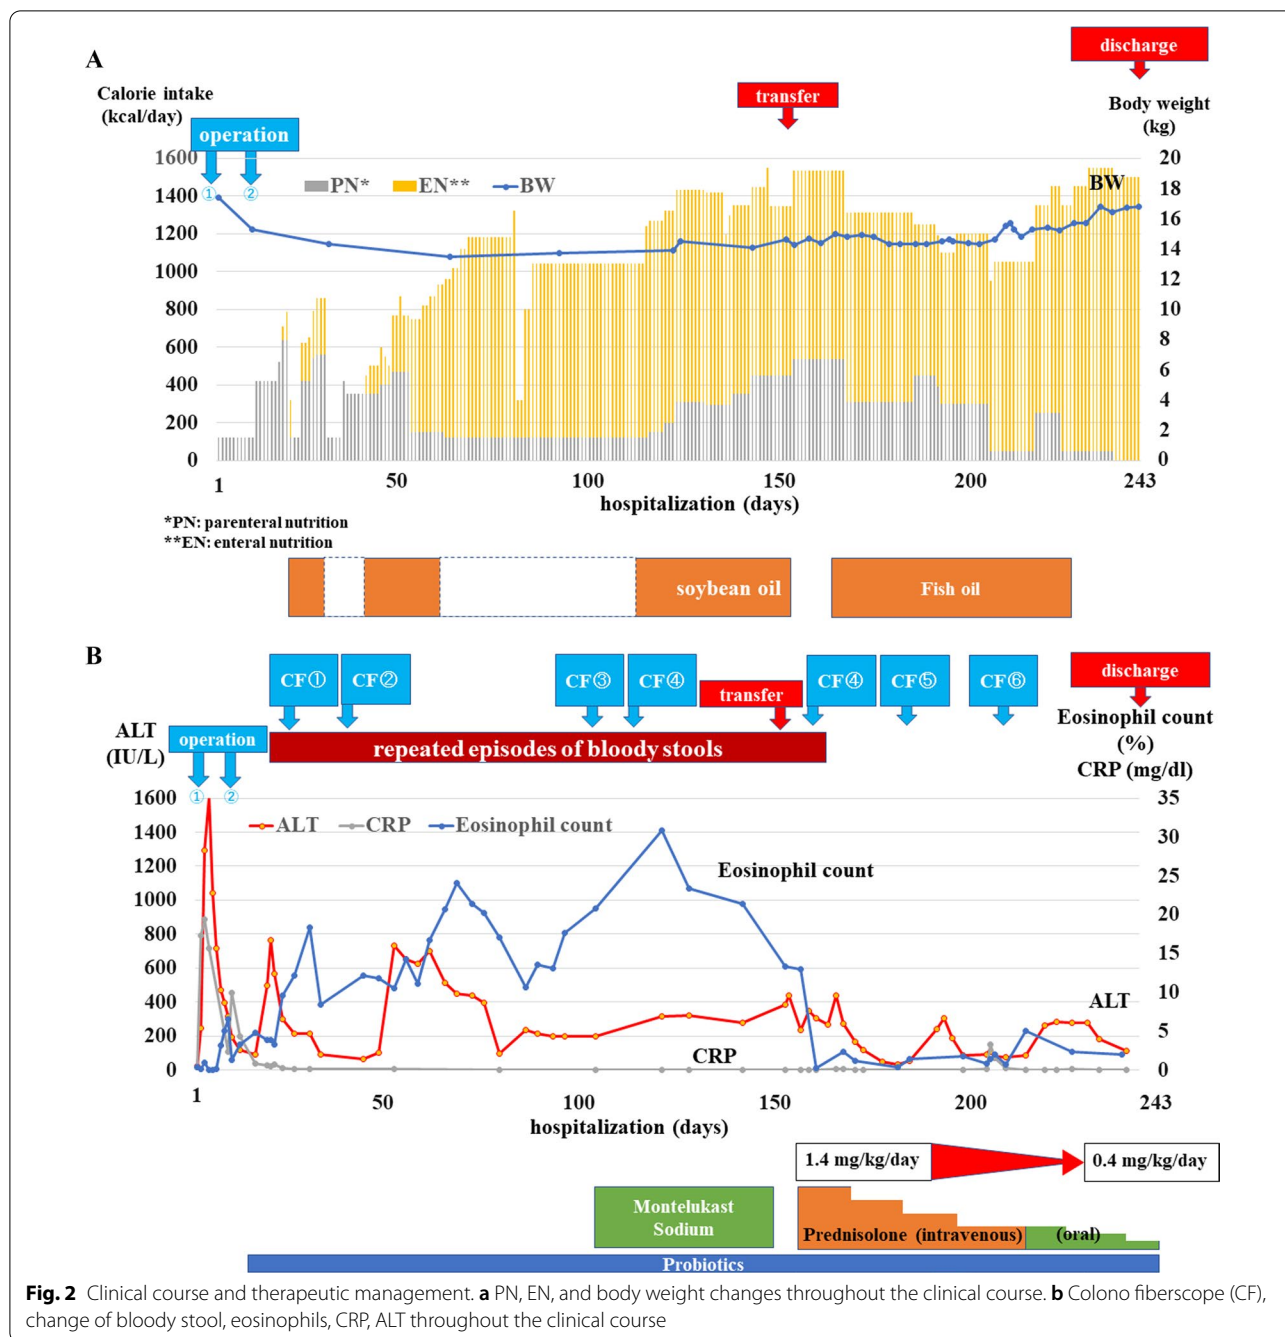 A
discharge
Calorie intake
(kcal/day)
transfer
Body weight
(kg)
operation
① ②
PN* EN** BW
BW
1600
1400
1200
1000
800
600
400
200
0
20
18
16
14
12
10
8
6
4
2
0
1 50 100 150 200 243
hospitalization (days)
*PN: parenteral nutrition
**EN: enteral nutrition
soybean oil
Fish oil
B
CF① CF② CF③ CF④ transfer CF④ CF⑤ CF⑥ discharge
ALT
(IU/L)
operation
① ②
repeated episodes of bloody stools
Eosinophil count
(%)
CRP (mg/dl)
ALT CRP Eosinophil count
1600
1400
1200
1000
800
600
400
200
0
Eosinophil count
ALT
CRP
35
30
25
20
15
10
5
0
1 50 100 150 200 243
hospitalization (days)
1.4 mg/kg/day 0.4 mg/kg/day
Montelukast
Sodium
Prednisolone (intravenous) (oral)
Probiotics
Fig. 2 Clinical course and therapeutic management. a PN, EN, and body weight changes throughout the clinical course. b Colono fiberscope (CF),
change of bloody stool, eosinophils, CRP, ALT throughout the clinical course